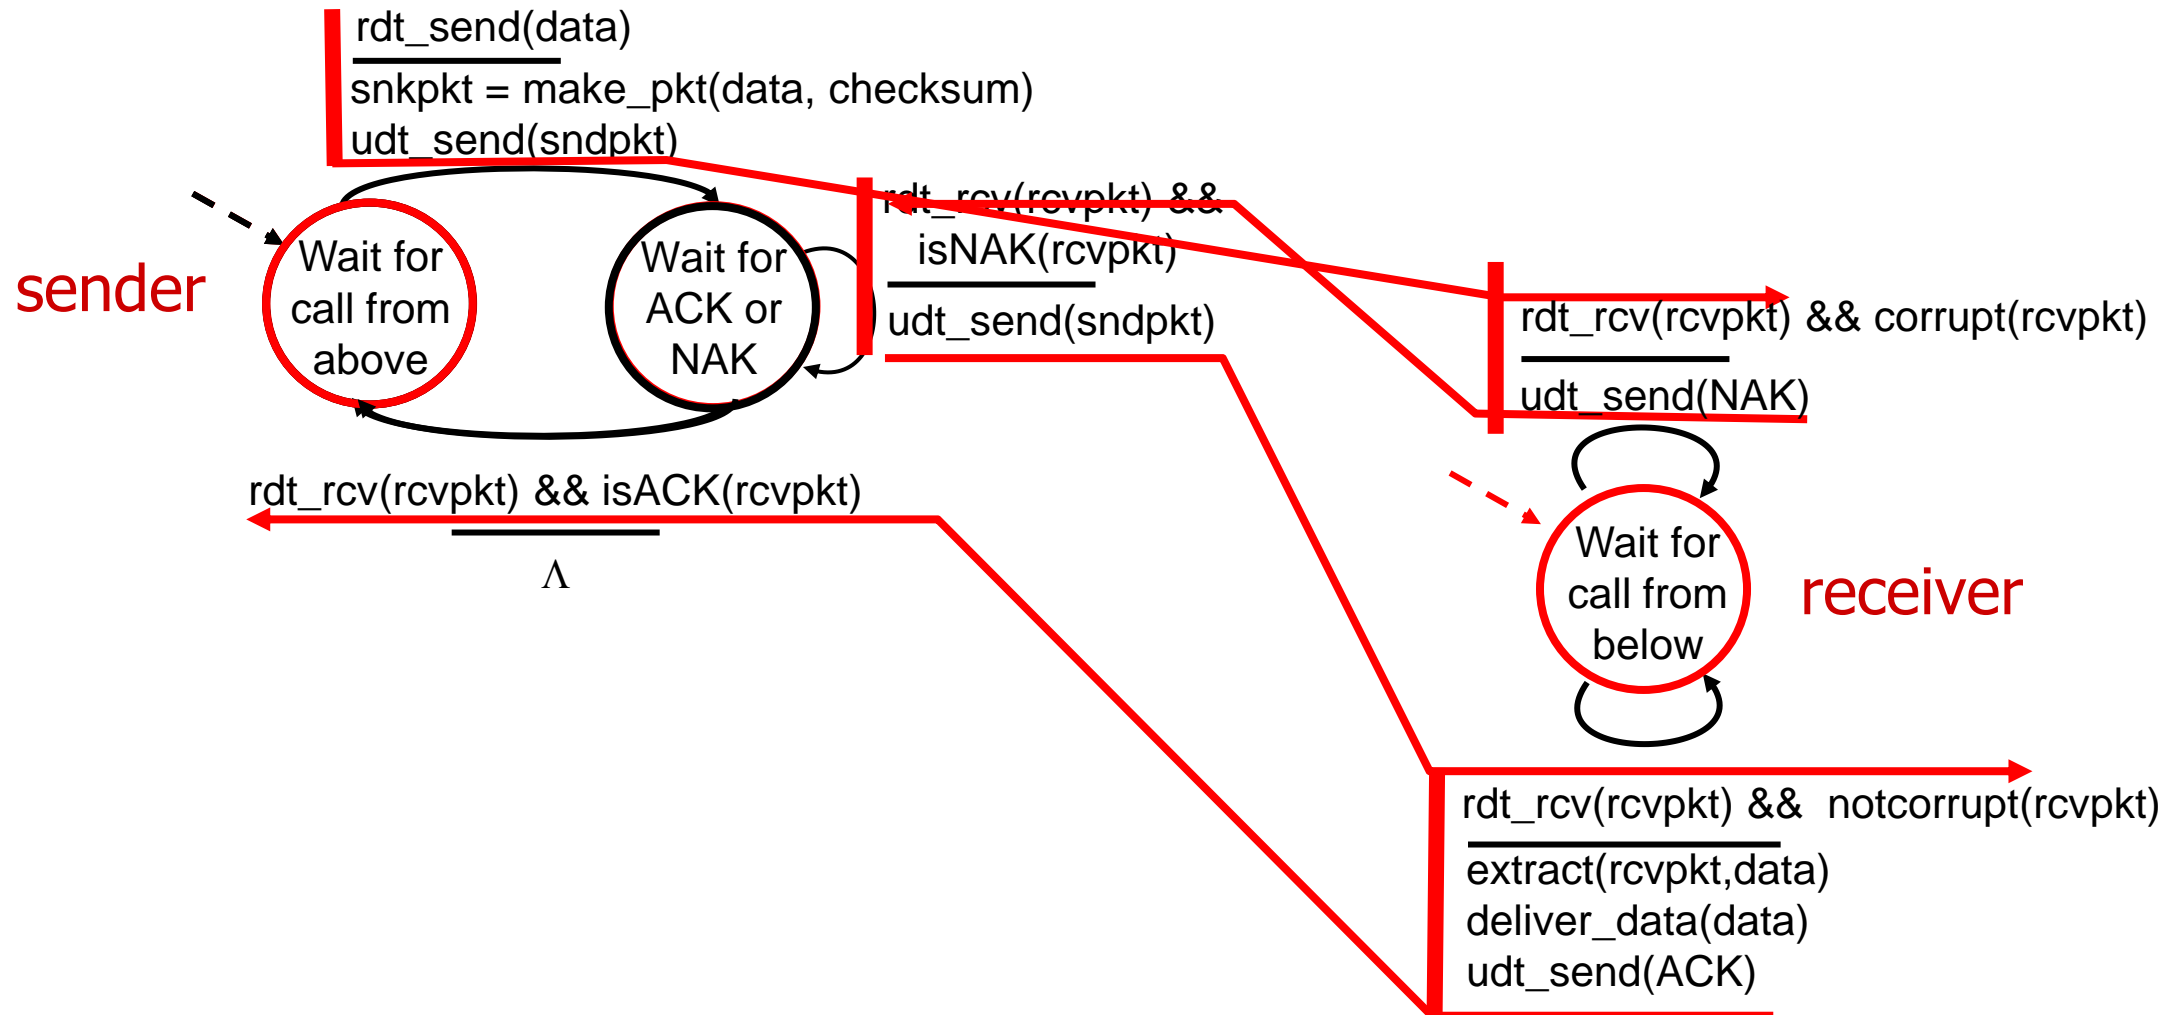 rdt_send(data)
snkpkt = make_pkt(data, checksum)
udt_send(sndpkt)
rdt_rcv(rcvpkt) &&
isNAK(rcvpkt)
udt_send(sndpkt)
sender
Wait for
call from
above
Wait for
ACK or
NAK
rdt_rcv(rcvpkt) && isACK(rcvpkt)
Λ
rdt_rcv(rcvpkt) && corrupt(rcvpkt)
udt_send(NAK)
Wait for
call from
below
receiver
rdt_rcv(rcvpkt) && notcorrupt(rcvpkt)
extract(rcvpkt,data)
deliver_data(data)
udt_send(ACK)